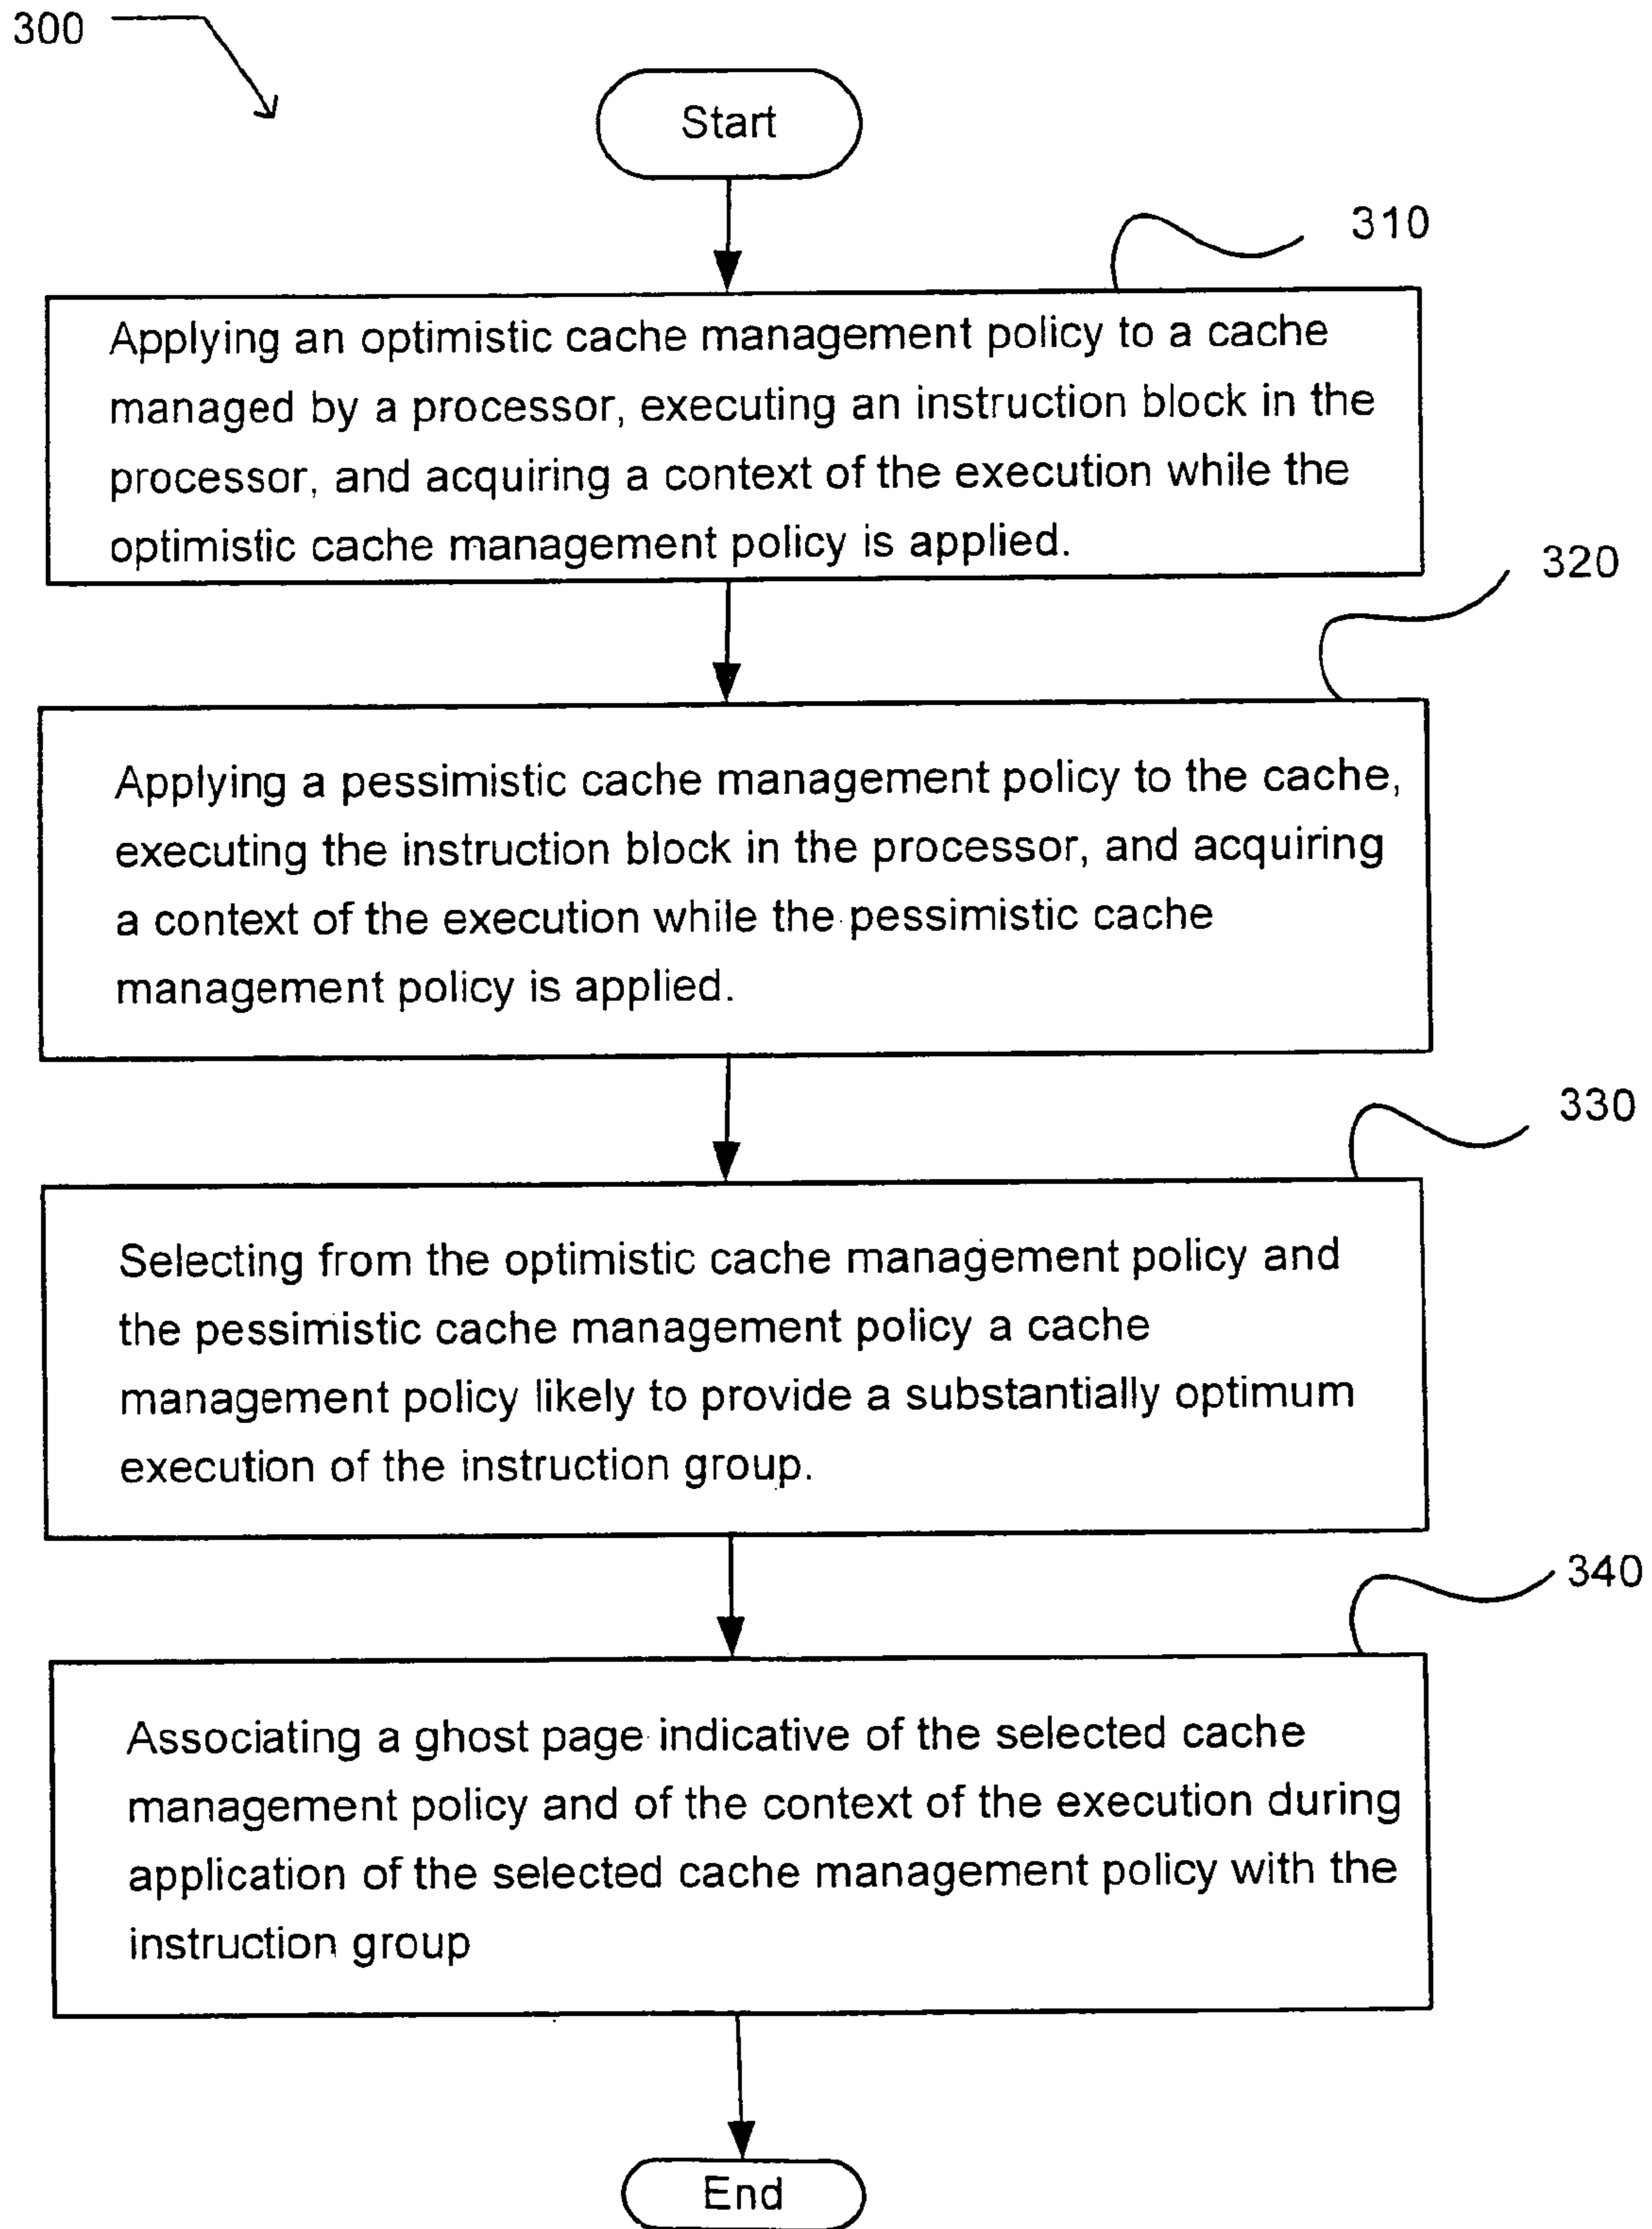 300
Start
310
Applying an optimistic cache management policy to a cache
managed by a processor, executing an instruction block in the
processor, and acquiring a context of the execution while the
optimistic cache management policy is applied.
320
Applying a pessimistic cache management policy to the cache,
executing the instruction block in the processor, and acquiring
a context of the execution while the pessimistic cache
management policy is applied.
330
Selecting from the optimistic cache management policy and
the pessimistic cache management policy a cache
management policy likely to provide a substantially optimum
execution of the instruction group.
340
Associating a ghost page indicative of the selected cache
management policy and of the context of the execution during
application of the selected cache management policy with the
instruction group
End